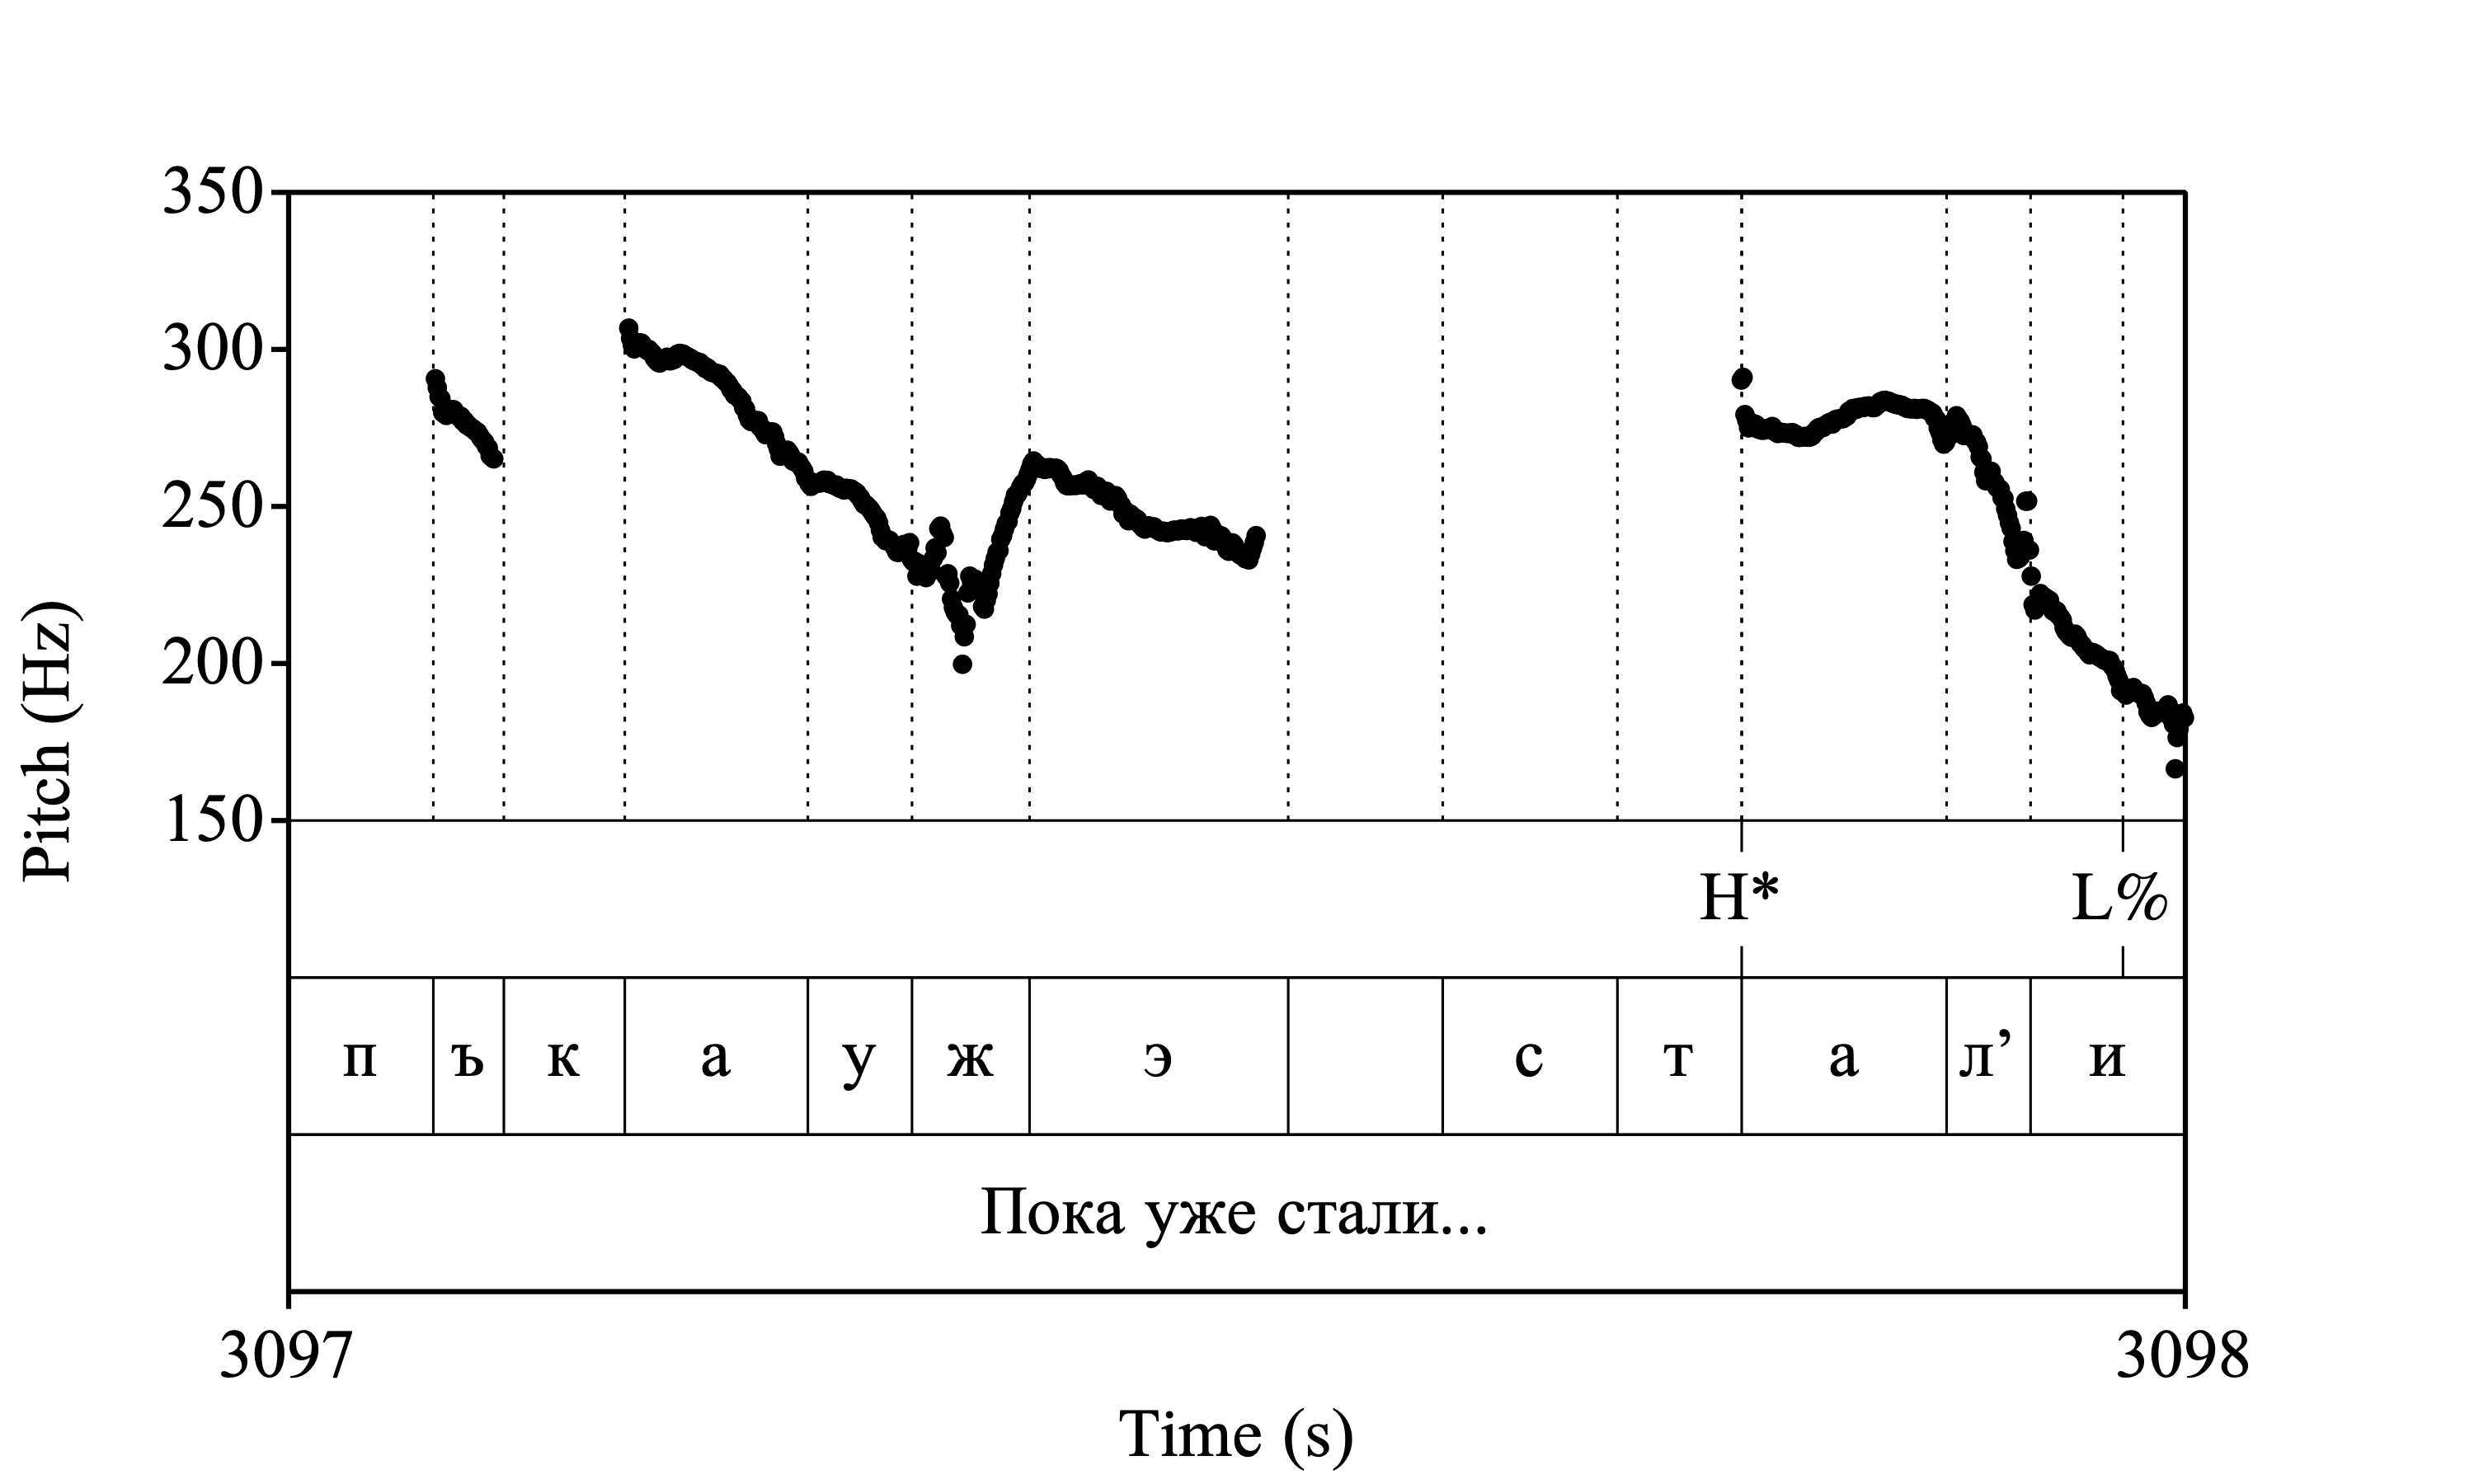 350
300
250
200
150
Pitch (Hz)
H* L%
п ъ к а у ж э с т а л’ и
Пока уже стали...
3097 3098
Time (s)